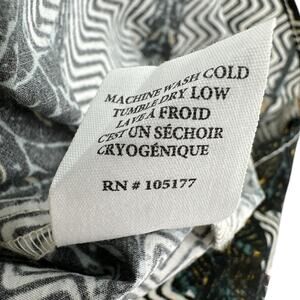 MACHINE WASH COLD
TUMBLE DRY LOW
LAVE À FROID
C'EST UN SÉCHOIR
CRYOGÉNIQUE
RN # 105177